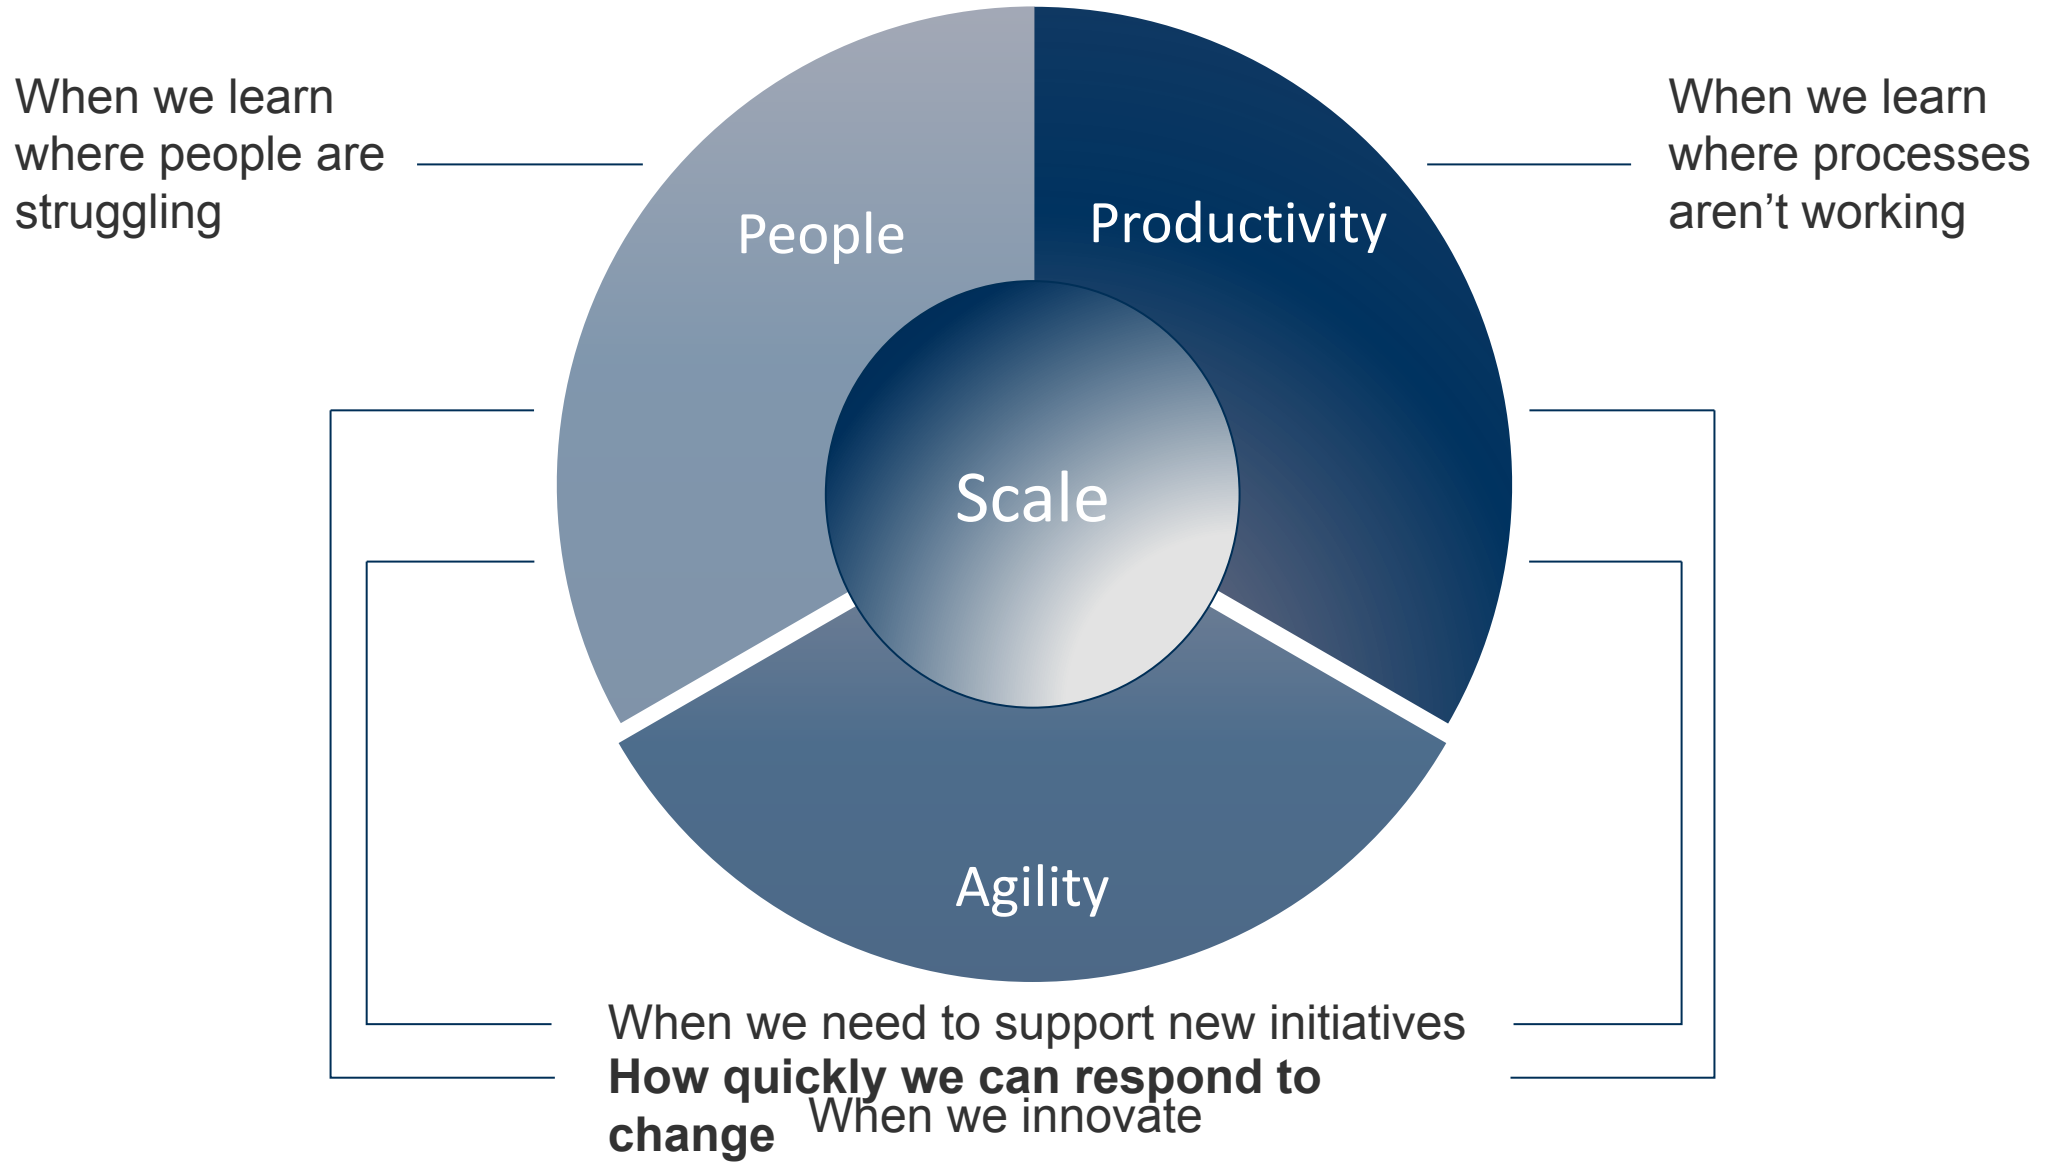 When we learn
where people are
struggling
When we learn
where processes
aren’t working
People
Productivity
Scale
Agility
When we need to support new initiatives
How quickly we can respond to
change
When we innovate